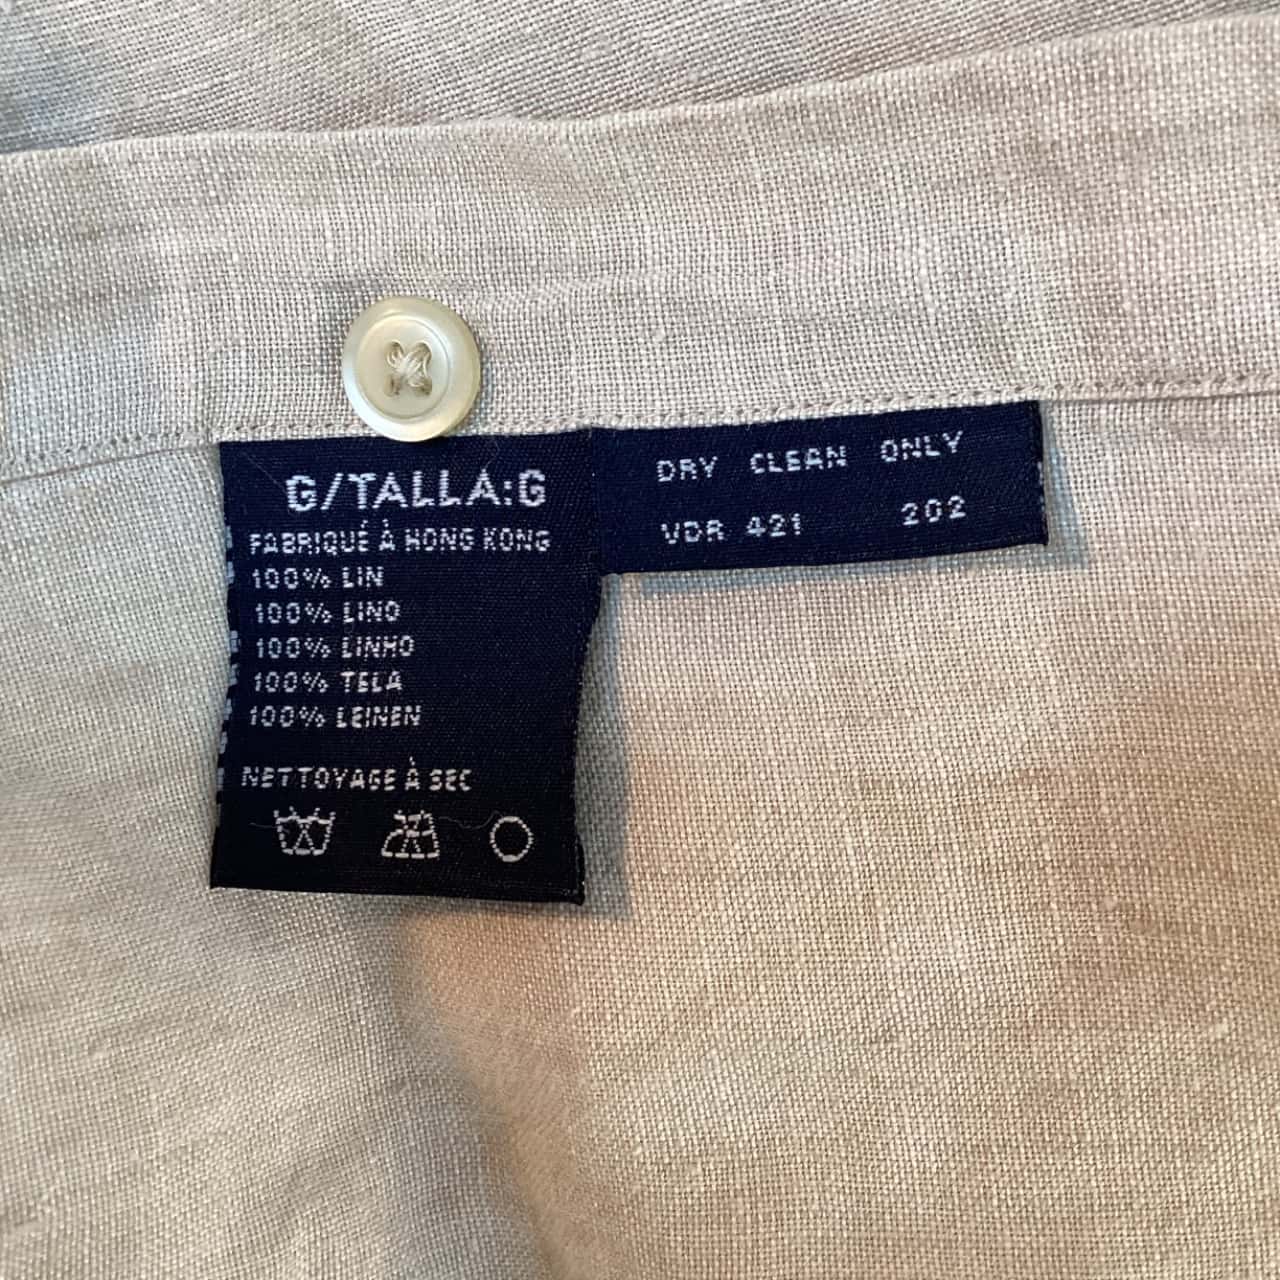 G/TALLA:G
FABRIQUÉ À HONG KONG
100% LIN
100% LINO
100% LINHO
100% TELA
100% LEINEN
NETTOYAGE À SEC
DRY CLEAN ONLY
VDR 421 202